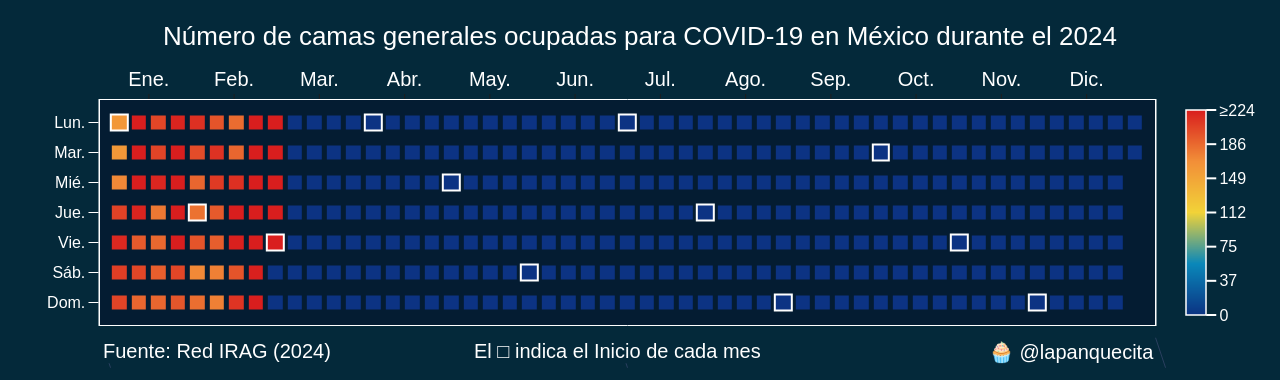 Número de camas generales ocupadas para COVID-19 en México durante el 2024
Ene. Feb. Mar. Abr. May. Jun. Jul. Ago. Sep. Oct. Nov. Dic.
Lun.
Mar.
Mié.
Jue.
Vie.
Sáb.
Dom.
≥224
186
149
112
75
37
0
Fuente: Red IRAG (2024)
El □ indica el Inicio de cada mes
🧁 @lapanquecita